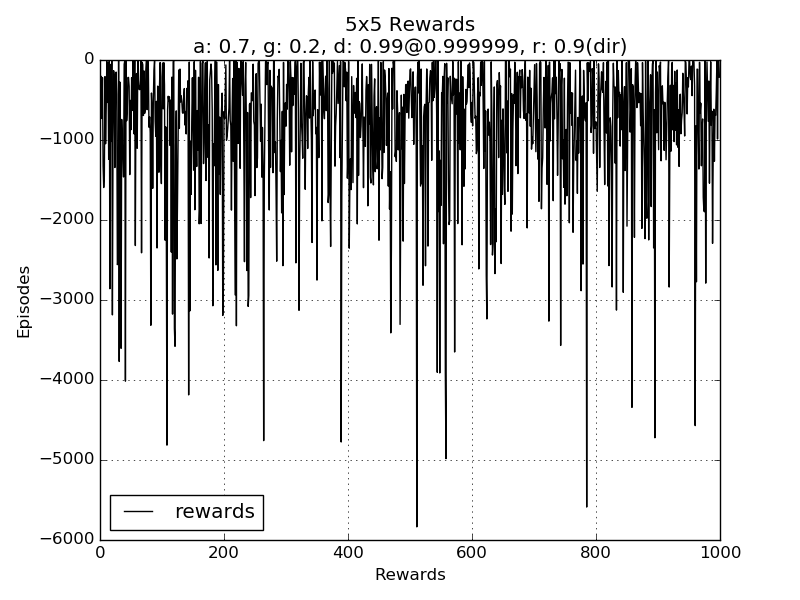 5x5 Rewards
a: 0.7, g: 0.2, d: 0.99@0.999999, r: 0.9(dir)
0
−1000
−2000
−3000
−4000
−5000
−6000
Episodes
rewards
0 200 400 600 800 1000
Rewards